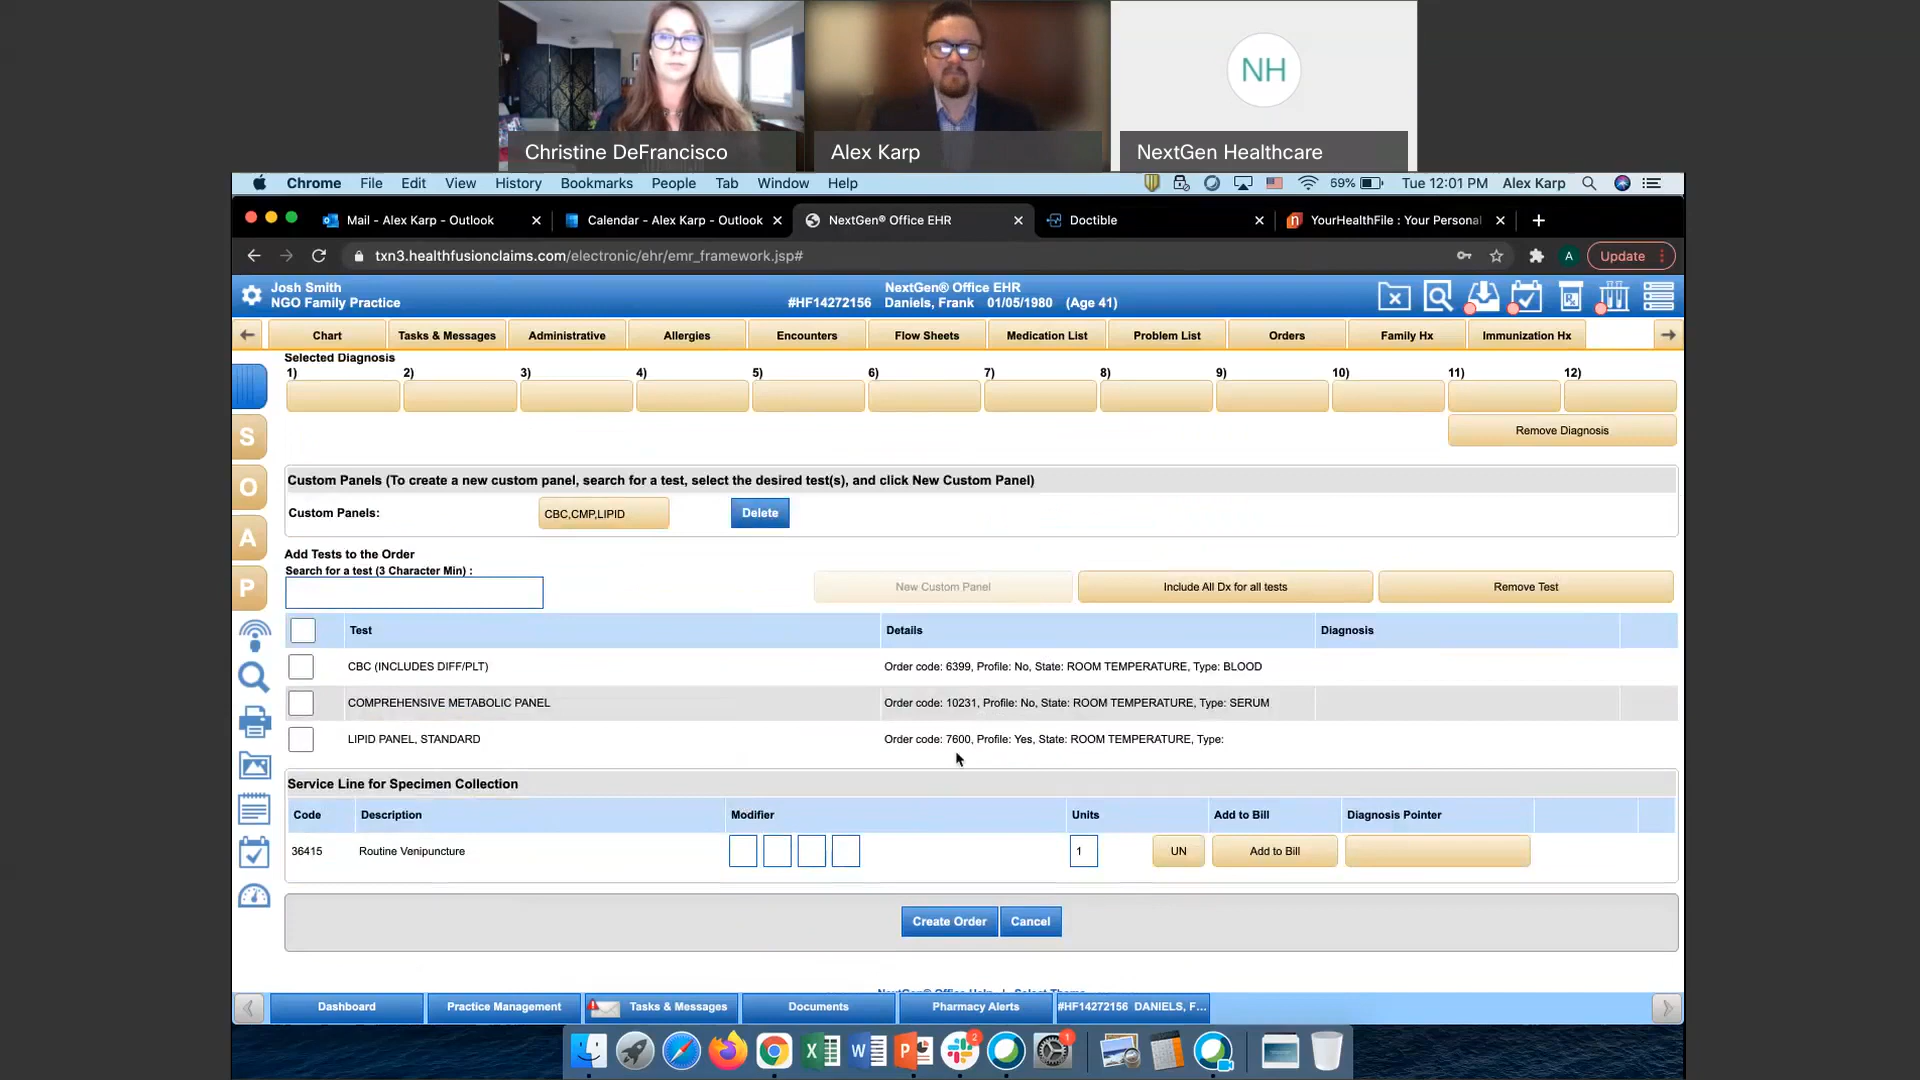 NH
Christine DeFrancisco
Alex Karp
NextGen Healthcare
Chrome File Edit View History Bookmarks People Tab Window Help
59% Tue 12:01 PM Alex Karp
Mail - Alex Karp - Outlook
Calendar - Alex Karp - Outlook
NextGen® Office EHR
Doctible
YourHealthFile : Your Personal
txn3.healthfusionclaims.com/electronic/ehr/emr_framework.jsp#
A
Update
Josh Smith
NGO Family Practice
NextGen® Office EHR
#HF14272156 Daniels, Frank 01/05/1980 (Age 41)
Chart Tasks & Messages Administrative Allergies Encounters Flow Sheets Medication List Problem List Orders Family Hx Immunization Hx
Selected Diagnosis
1) 2) 3) 4) 5) 6) 7) 8) 9) 10) 11) 12)
Remove Diagnosis
S
O
A
P
Custom Panels (To create a new custom panel, search for a test, select the desired test(s), and click New Custom Panel)
Custom Panels: CBC,CMP,LIPID Delete
Add Tests to the Order
Search for a test (3 Character Min) :
New Custom Panel Include All Dx for all tests Remove Test
Test Details Diagnosis
CBC (INCLUDES DIFF/PLT) Order code: 6399, Profile: No, State: ROOM TEMPERATURE, Type: BLOOD
COMPREHENSIVE METABOLIC PANEL Order code: 10231, Profile: No, State: ROOM TEMPERATURE, Type: SERUM
LIPID PANEL, STANDARD Order code: 7600, Profile: Yes, State: ROOM TEMPERATURE, Type:
Service Line for Specimen Collection
Code Description Modifier Units Add to Bill Diagnosis Pointer
36415 Routine Venipuncture 1 UN Add to Bill
Create Order Cancel
NextGen® Office Help | Select Theme
Dashboard Practice Management Tasks & Messages Documents Pharmacy Alerts #HF14272156 DANIELS, F...
2
1